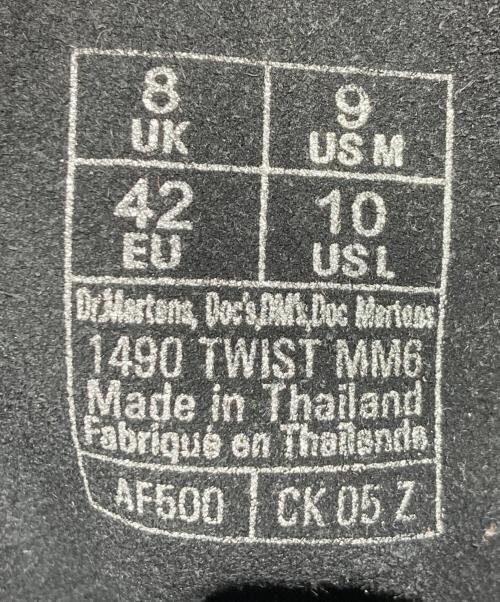 8 UK
9 US M
42 EU
10 US L
Dr.Martens, Doc's, DM's, Doc Martens
1490 TWIST MM6
Made in Thailand
Fabriqué en Thaïlande
AF500
CK 05 Z